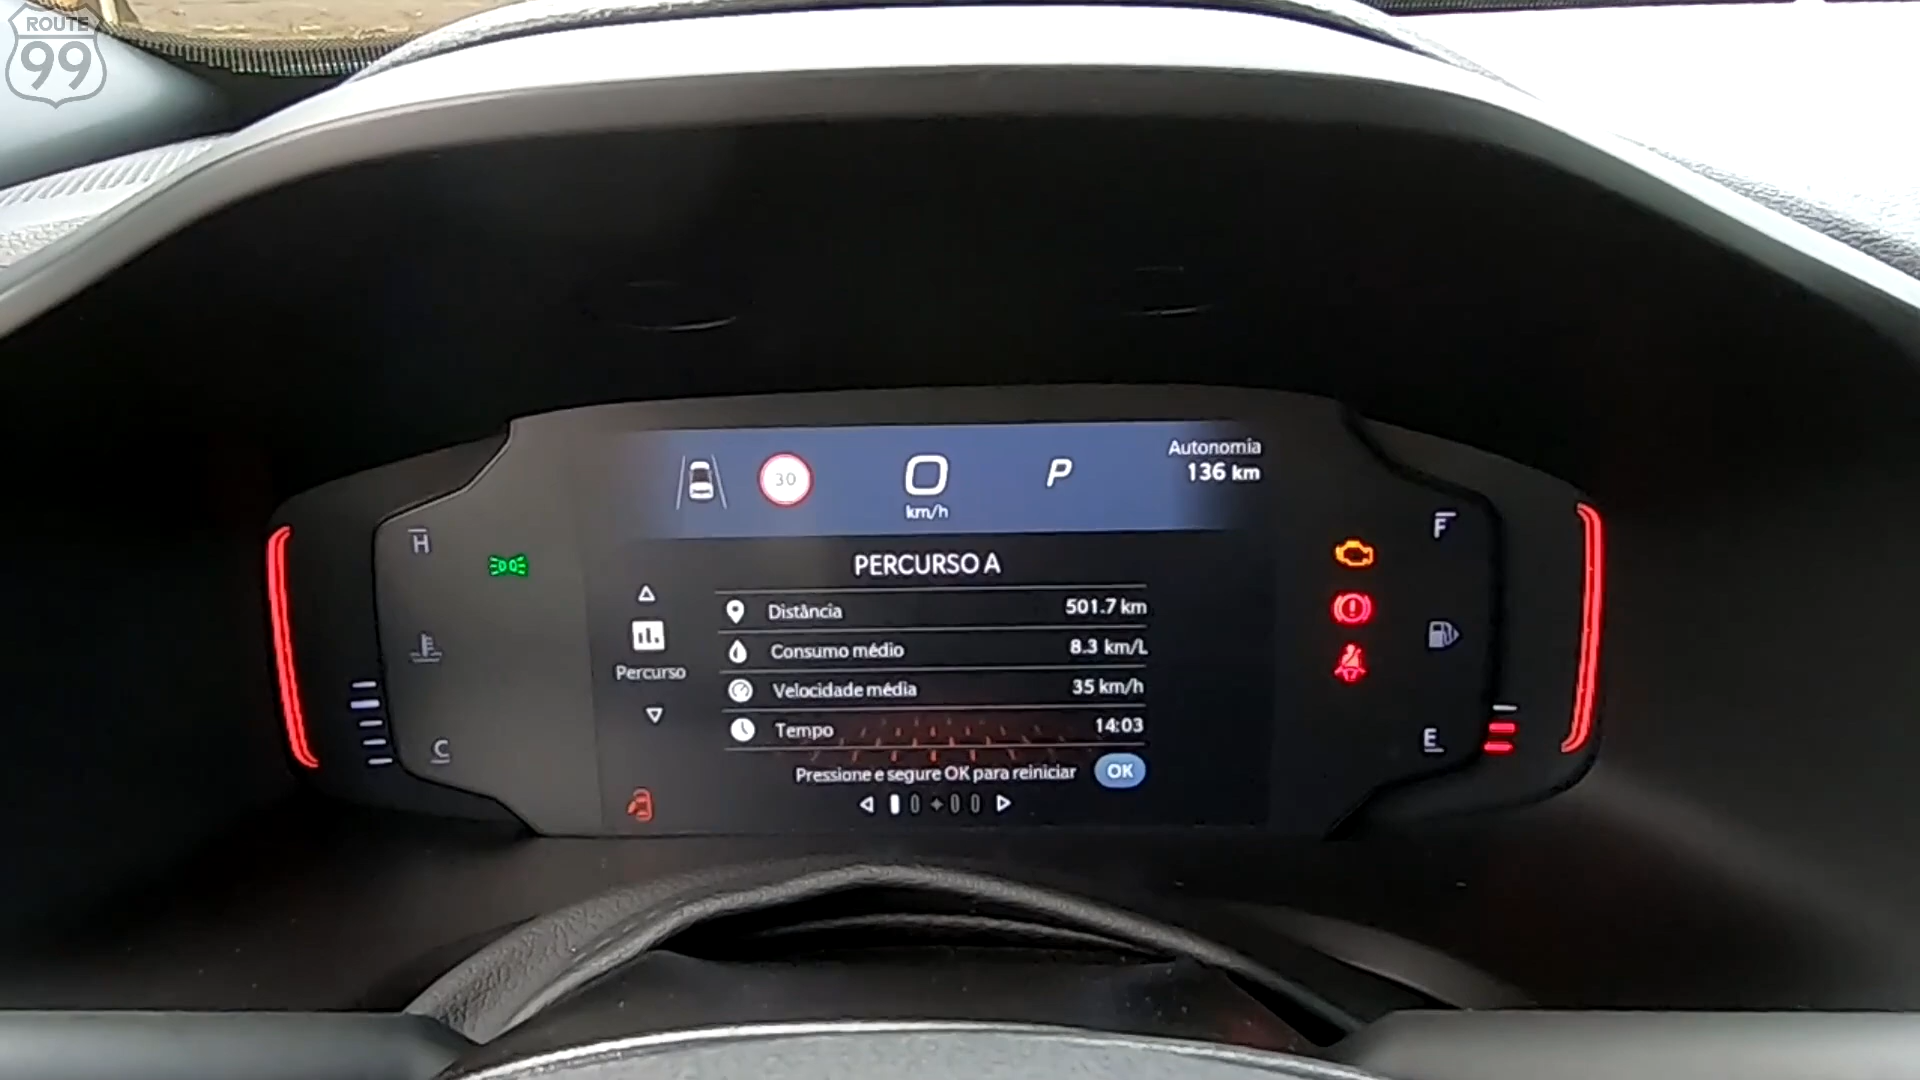 ROUTE
99
30
0
km/h
P
Autonomia
136 km
H
C
F
E
PERCURSO A
Percurso
Distância 501.7 km
Consumo médio 8.3 km/L
Velocidade média 35 km/h
Tempo 14:03
Pressione e segure OK para reiniciar OK